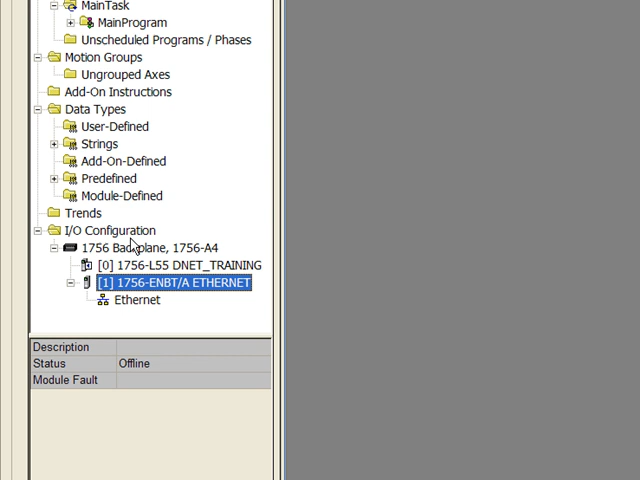 MainTask
MainProgram
Unscheduled Programs / Phases
Motion Groups
Ungrouped Axes
Add-On Instructions
Data Types
User-Defined
Strings
Add-On-Defined
Predefined
Module-Defined
Trends
I/O Configuration
1756 Backplane, 1756-A4
[0] 1756-L55 DNET_TRAINING
[1] 1756-ENBT/A ETHERNET
Ethernet
Description
Status Offline
Module Fault